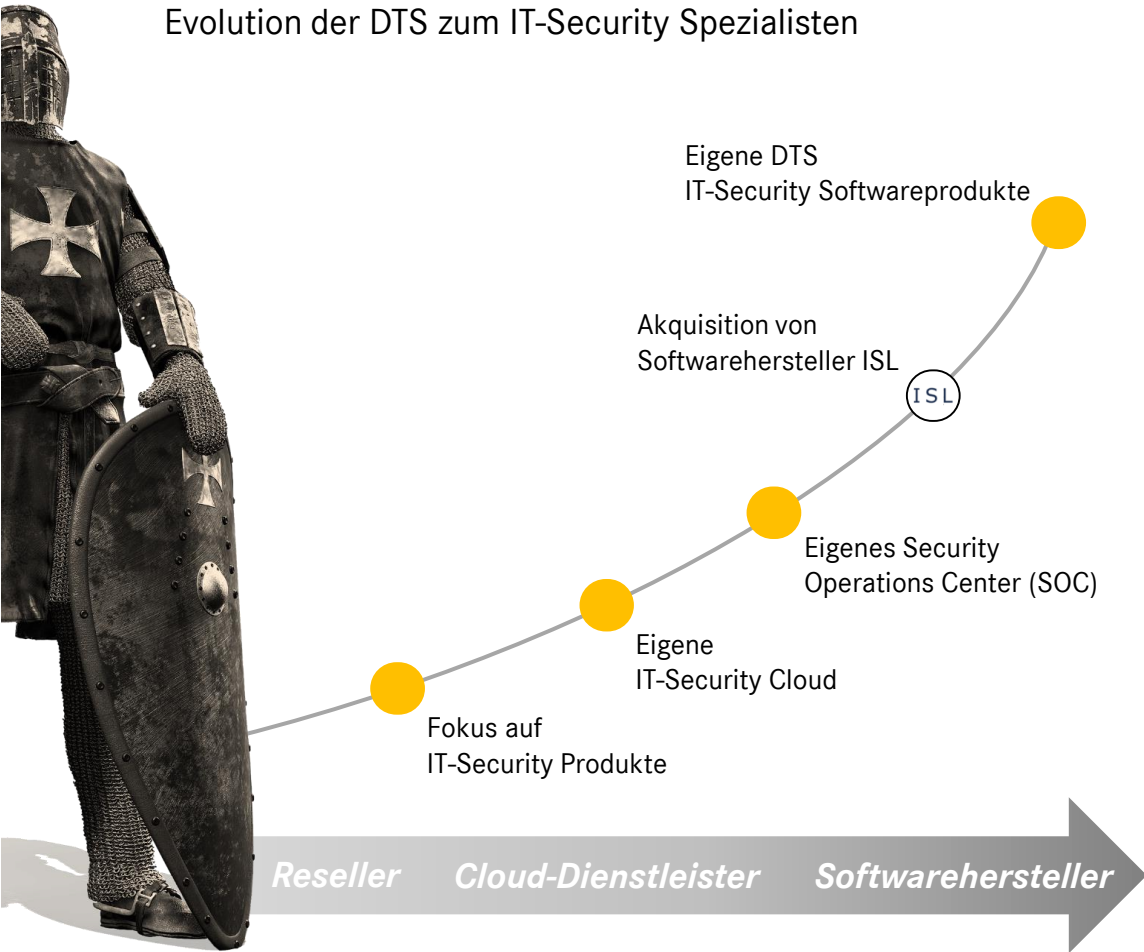 Evolution der DTS zum IT-Security Spezialisten
Eigene DTS
IT-Security Softwareprodukte
Akquisition von
Softwarehersteller ISL
ISL
Eigenes Security
Operations Center (SOC)
Eigene
IT-Security Cloud
Fokus auf
IT-Security Produkte
Reseller Cloud-Dienstleister Softwarehersteller